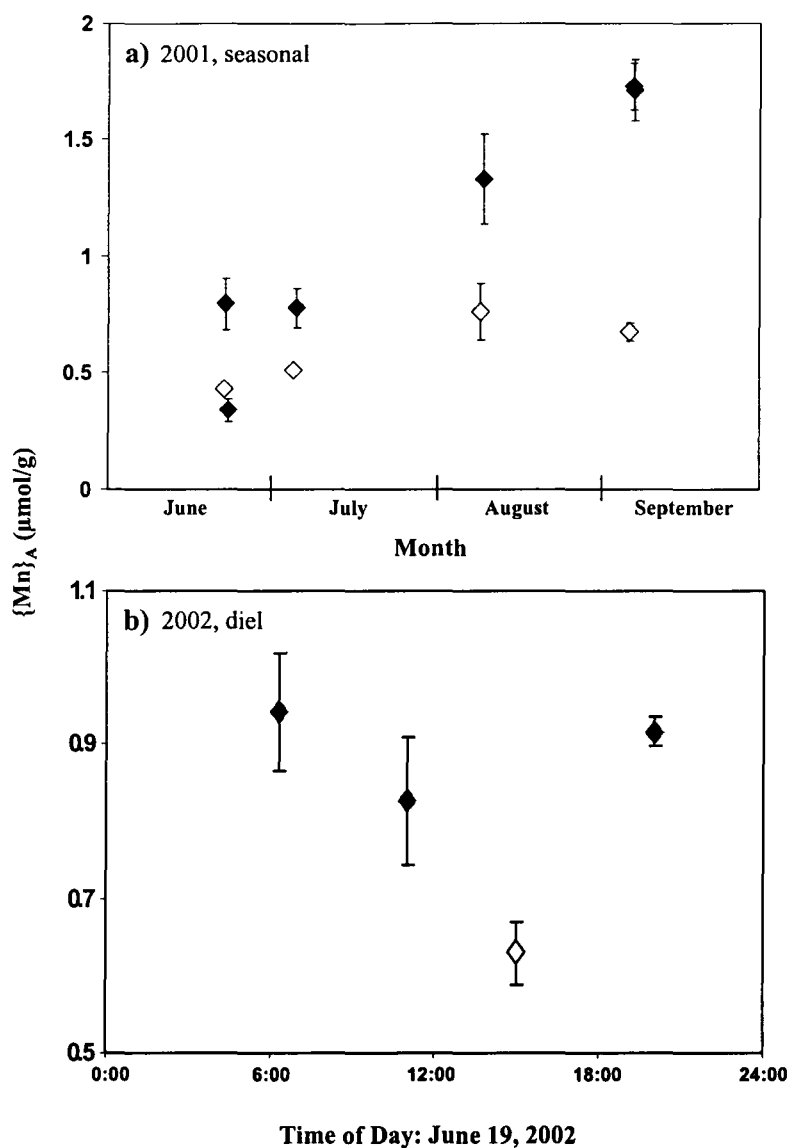 a) 2001, seasonal
2
1.5
1
0.5
0
June July August September
Month
{Mn}A (μmol/g)
b) 2002, diel
1.1
0.9
0.7
0.5
0:00 6:00 12:00 18:00 24:00
Time of Day: June 19, 2002